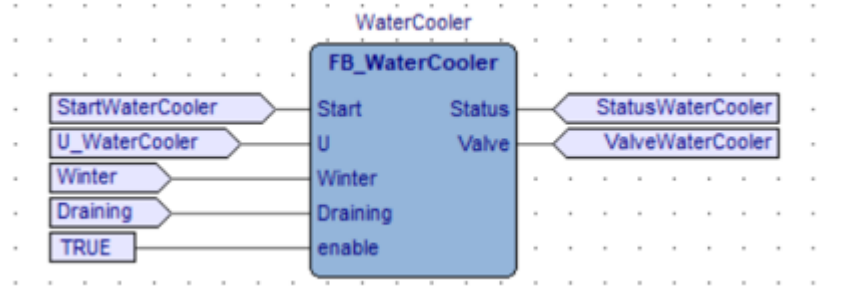 WaterCooler
FB_WaterCooler
StartWaterCooler Start Status StatusWaterCooler
U_WaterCooler U Valve ValveWaterCooler
Winter Winter
Draining Draining
TRUE enable